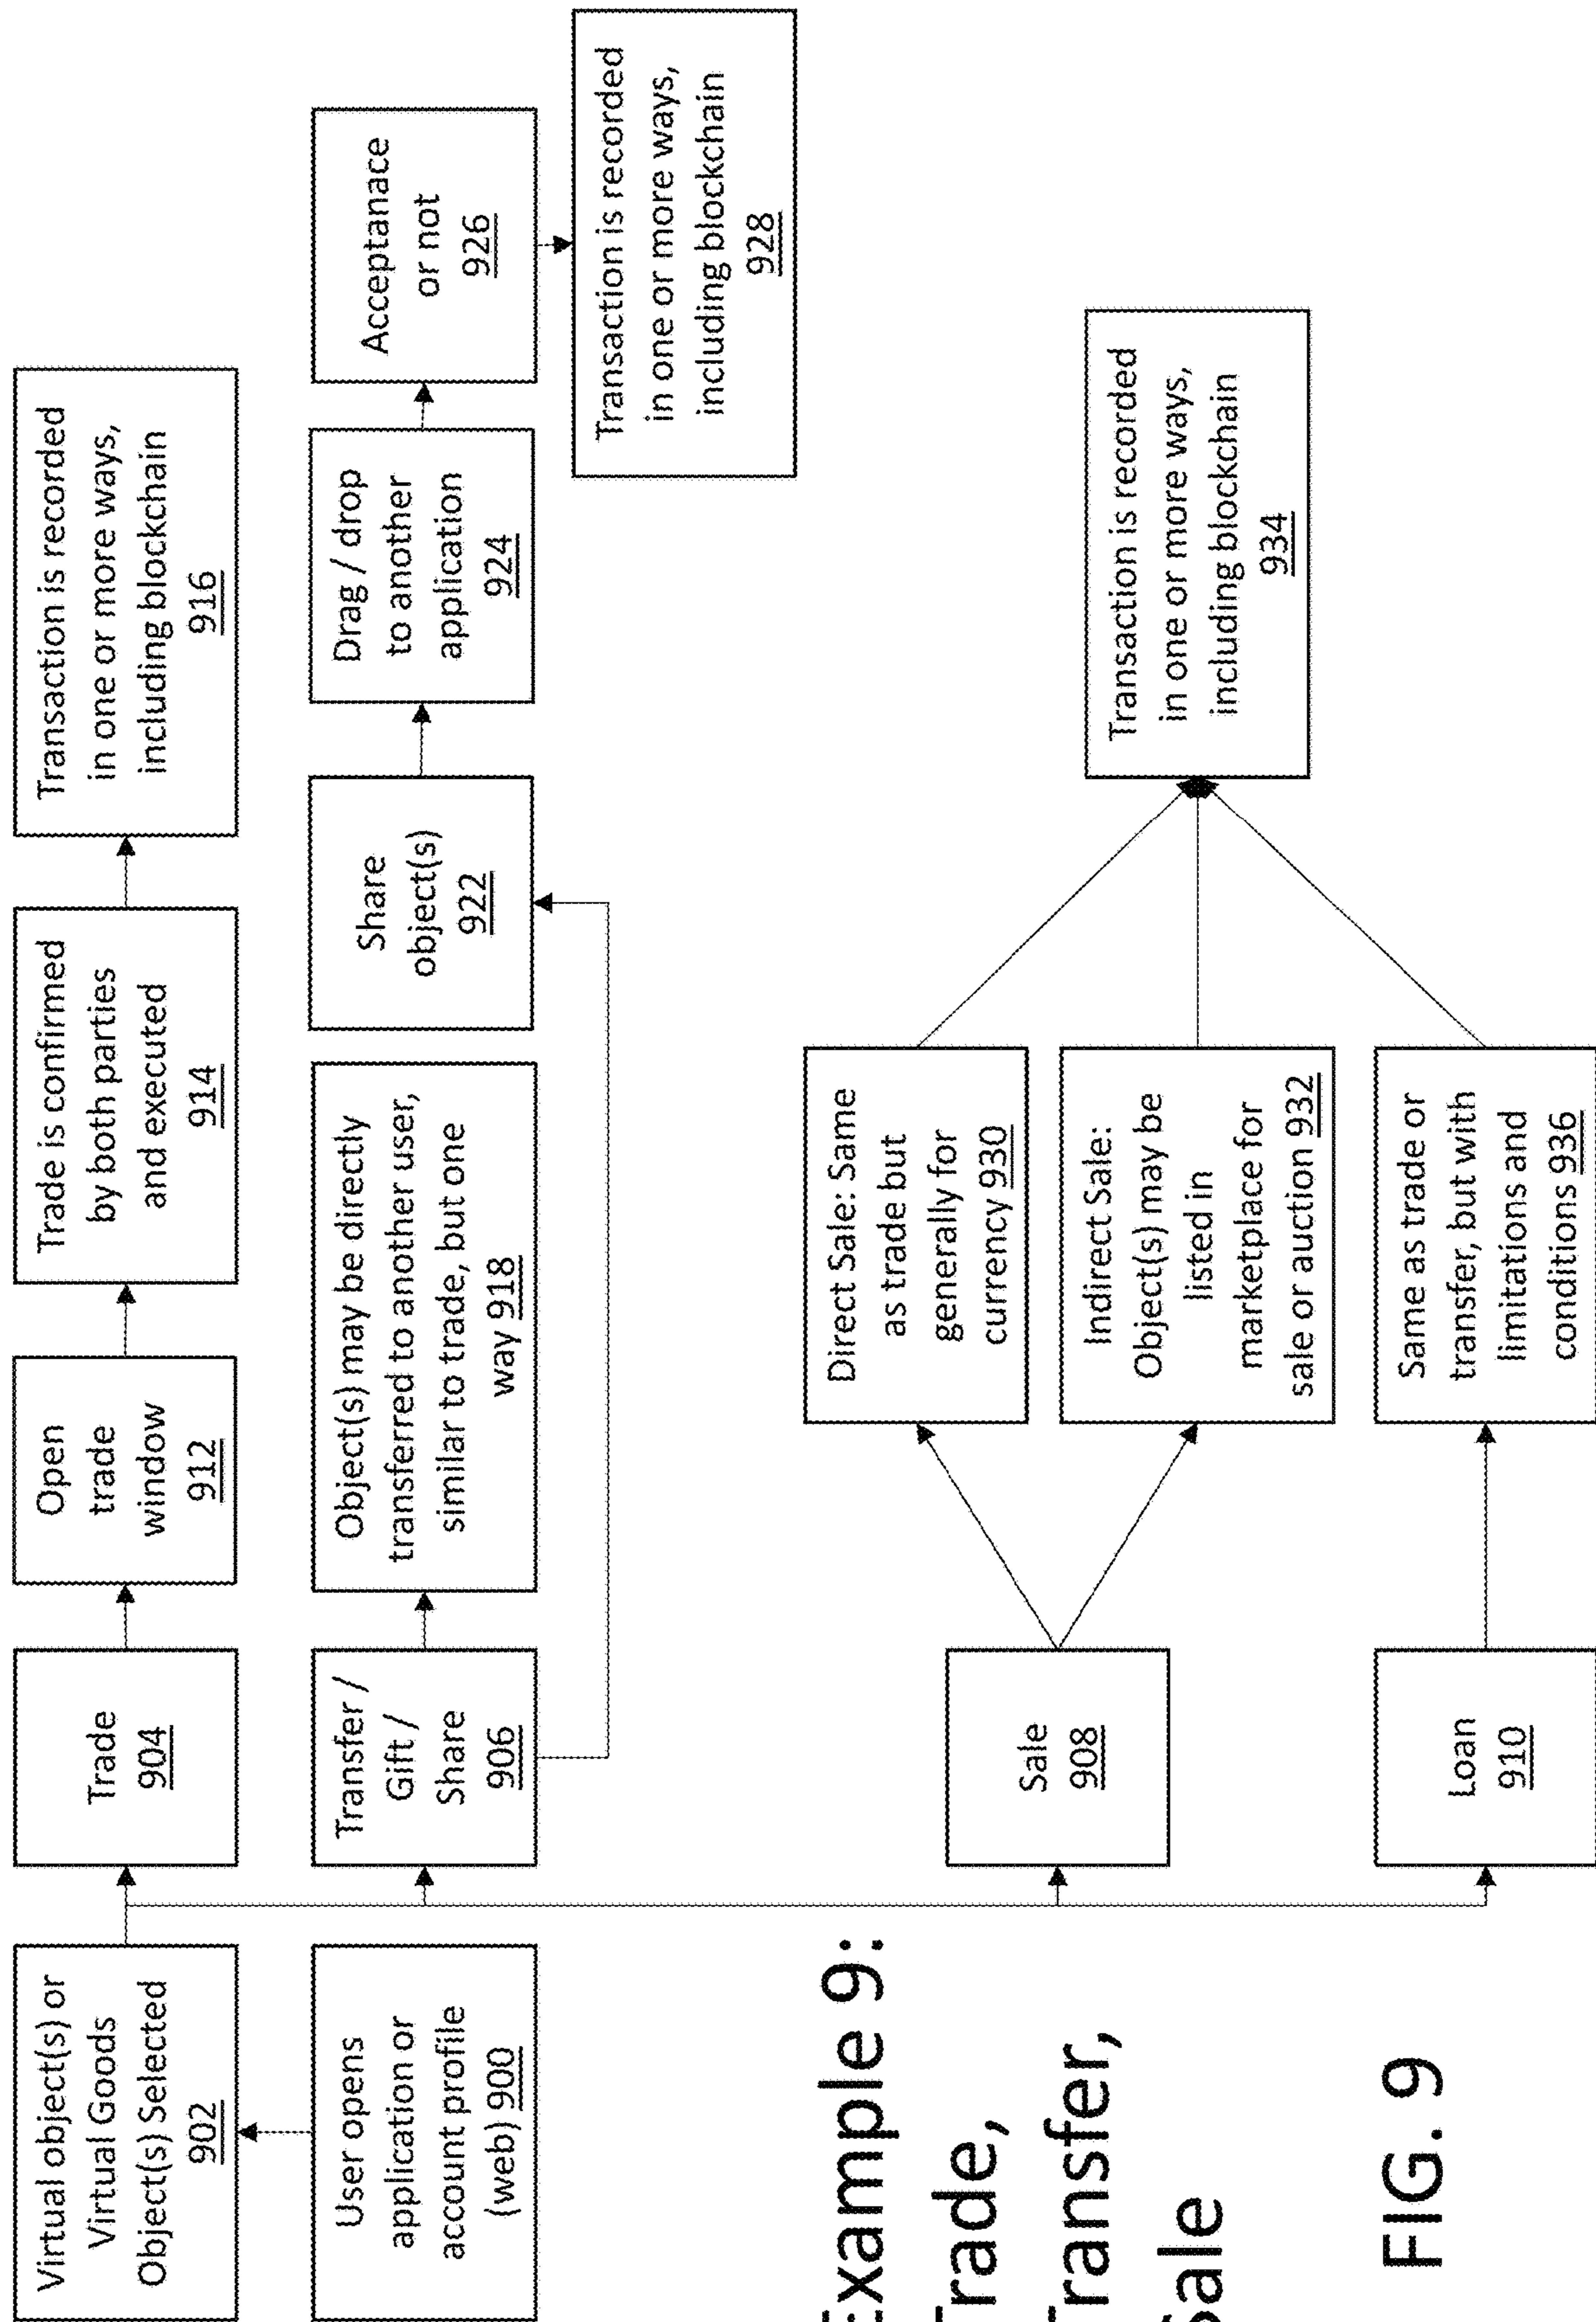 Virtual object(s) or
Virtual Goods
Object(s) Selected
902
User opens
application or
account profile
(web) 900
Trade
904
Open
trade
window
912
Trade is confirmed
by both parties
and executed
914
Transaction is recorded
in one or more ways,
including blockchain
916
Transfer /
Gift /
Share
906
Object(s) may be directly
transferred to another user,
similar to trade, but one
way 918
Share
object(s)
922
Drag / drop
to another
application
924
Acceptanace
or not
926
Transaction is recorded
in one or more ways,
including blockchain
928
Sale
908
Direct Sale: Same
as trade but
generally for
currency 930
Indirect Sale:
Object(s) may be
listed in
marketplace for
sale or auction 932
Loan
910
Same as trade or
transfer, but with
limitations and
conditions 936
Transaction is recorded
in one or more ways,
including blockchain
934
Example 9:
Trade,
Transfer,
Sale
FIG. 9